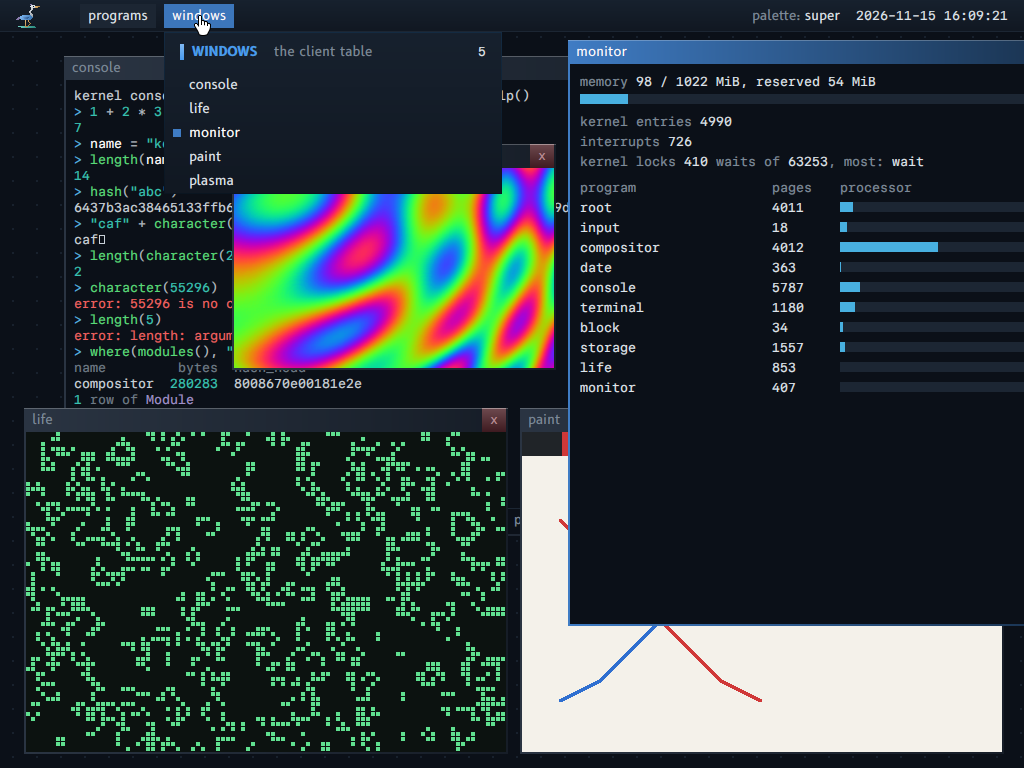 programs windows palette: super 2026-11-15 16:09:21
WINDOWS the client table 5
console
life
monitor
paint
plasma
console
kernel lp()
> 1 + 2 * 3
7
> name =
> length(
14
> hash("abc
6437b3ac38465133ffb6
> "caf" + character(
caf
> length(character(2
2
> character(55296)
error: 55296 is no
> length(5)
error: length: argum
> where(modules(), "
name bytes
compositor 280283 8008670e00181e2e
1 row of Module
x
monitor
memory 98 / 1022 MiB, reserved 54 MiB
kernel entries 4990
interrupts 726
kernel locks 410 waits of 63253, most: wait
program pages processor
root 4011
input 18
compositor 4012
date 363
console 5787
terminal 1180
block 34
storage 1557
life 853
monitor 407
life x
paint